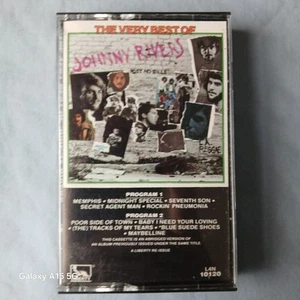 THE VERY BEST OF
JOHNNY RIVERS
L.A.
REGGAE
PROGRAM 1
MEMPHIS • MIDNIGHT SPECIAL • SEVENTH SON •
SECRET AGENT MAN • ROCKIN' PNEUMONIA
PROGRAM 2
POOR SIDE OF TOWN • BABY I NEED YOUR LOVING
• (THE) TRACKS OF MY TEARS • *BLUE SUEDE SHOES
• MAYBELLINE
THIS CASSETTE IS AN ABRIDGED VERSION OF
AN ALBUM PREVIOUSLY ISSUED UNDER THE SAME TITLE
A LIBERTY RE-ISSUE
L4N
10120
Galaxy A15 5G